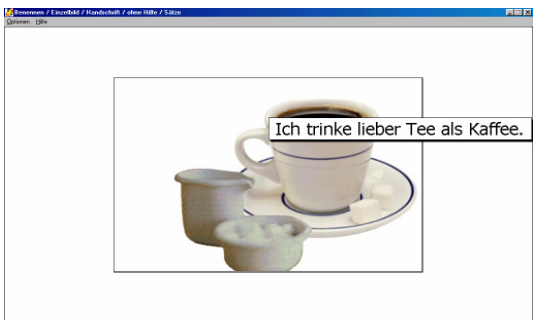 Benennen / Einzelbild / Handschrift / ohne Hilfe / Sätze
Optionen Hilfe
Ich trinke lieber Tee als Kaffee.